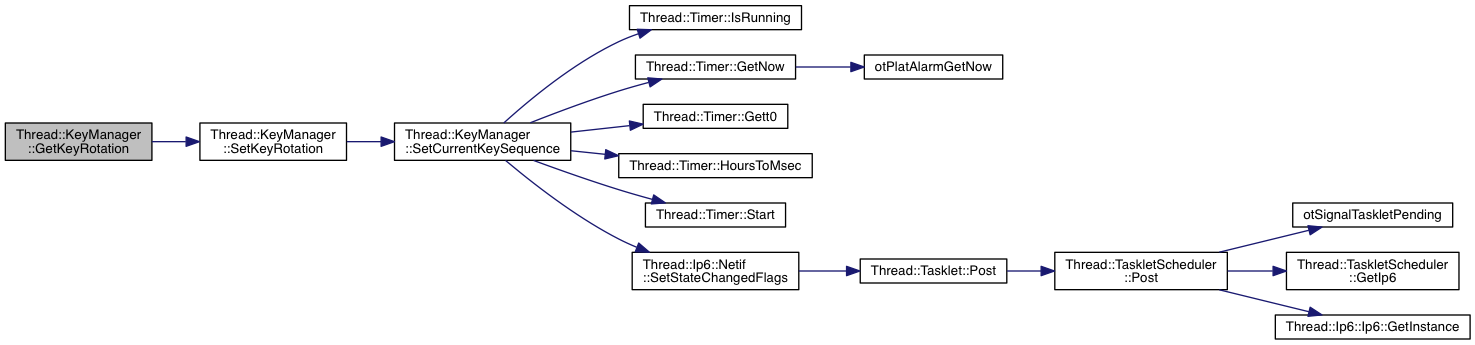 Thread::KeyManager
::GetKeyRotation
Thread::KeyManager
::SetKeyRotation
Thread::KeyManager
::SetCurrentKeySequence
Thread::Timer::IsRunning
Thread::Timer::GetNow
otPlatAlarmGetNow
Thread::Timer::Gett0
Thread::Timer::HoursToMsec
Thread::Timer::Start
Thread::Ip6::Netif
::SetStateChangedFlags
Thread::Tasklet::Post
Thread::TaskletScheduler
::Post
otSignalTaskletPending
Thread::TaskletScheduler
::GetIp6
Thread::Ip6::Ip6::GetInstance